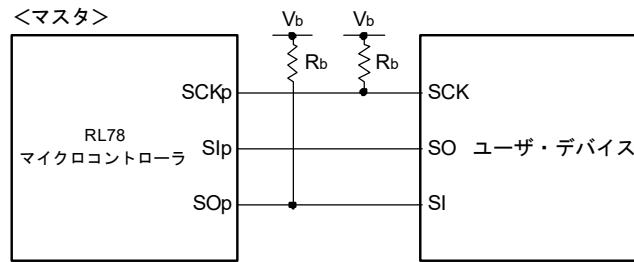 ＜マスタ＞
Vb
Vb
Rb
Rb
SCKp
SCK
RL78
マイクロコントローラ
SIp
SO
ユーザ・デバイス
SOp
SI